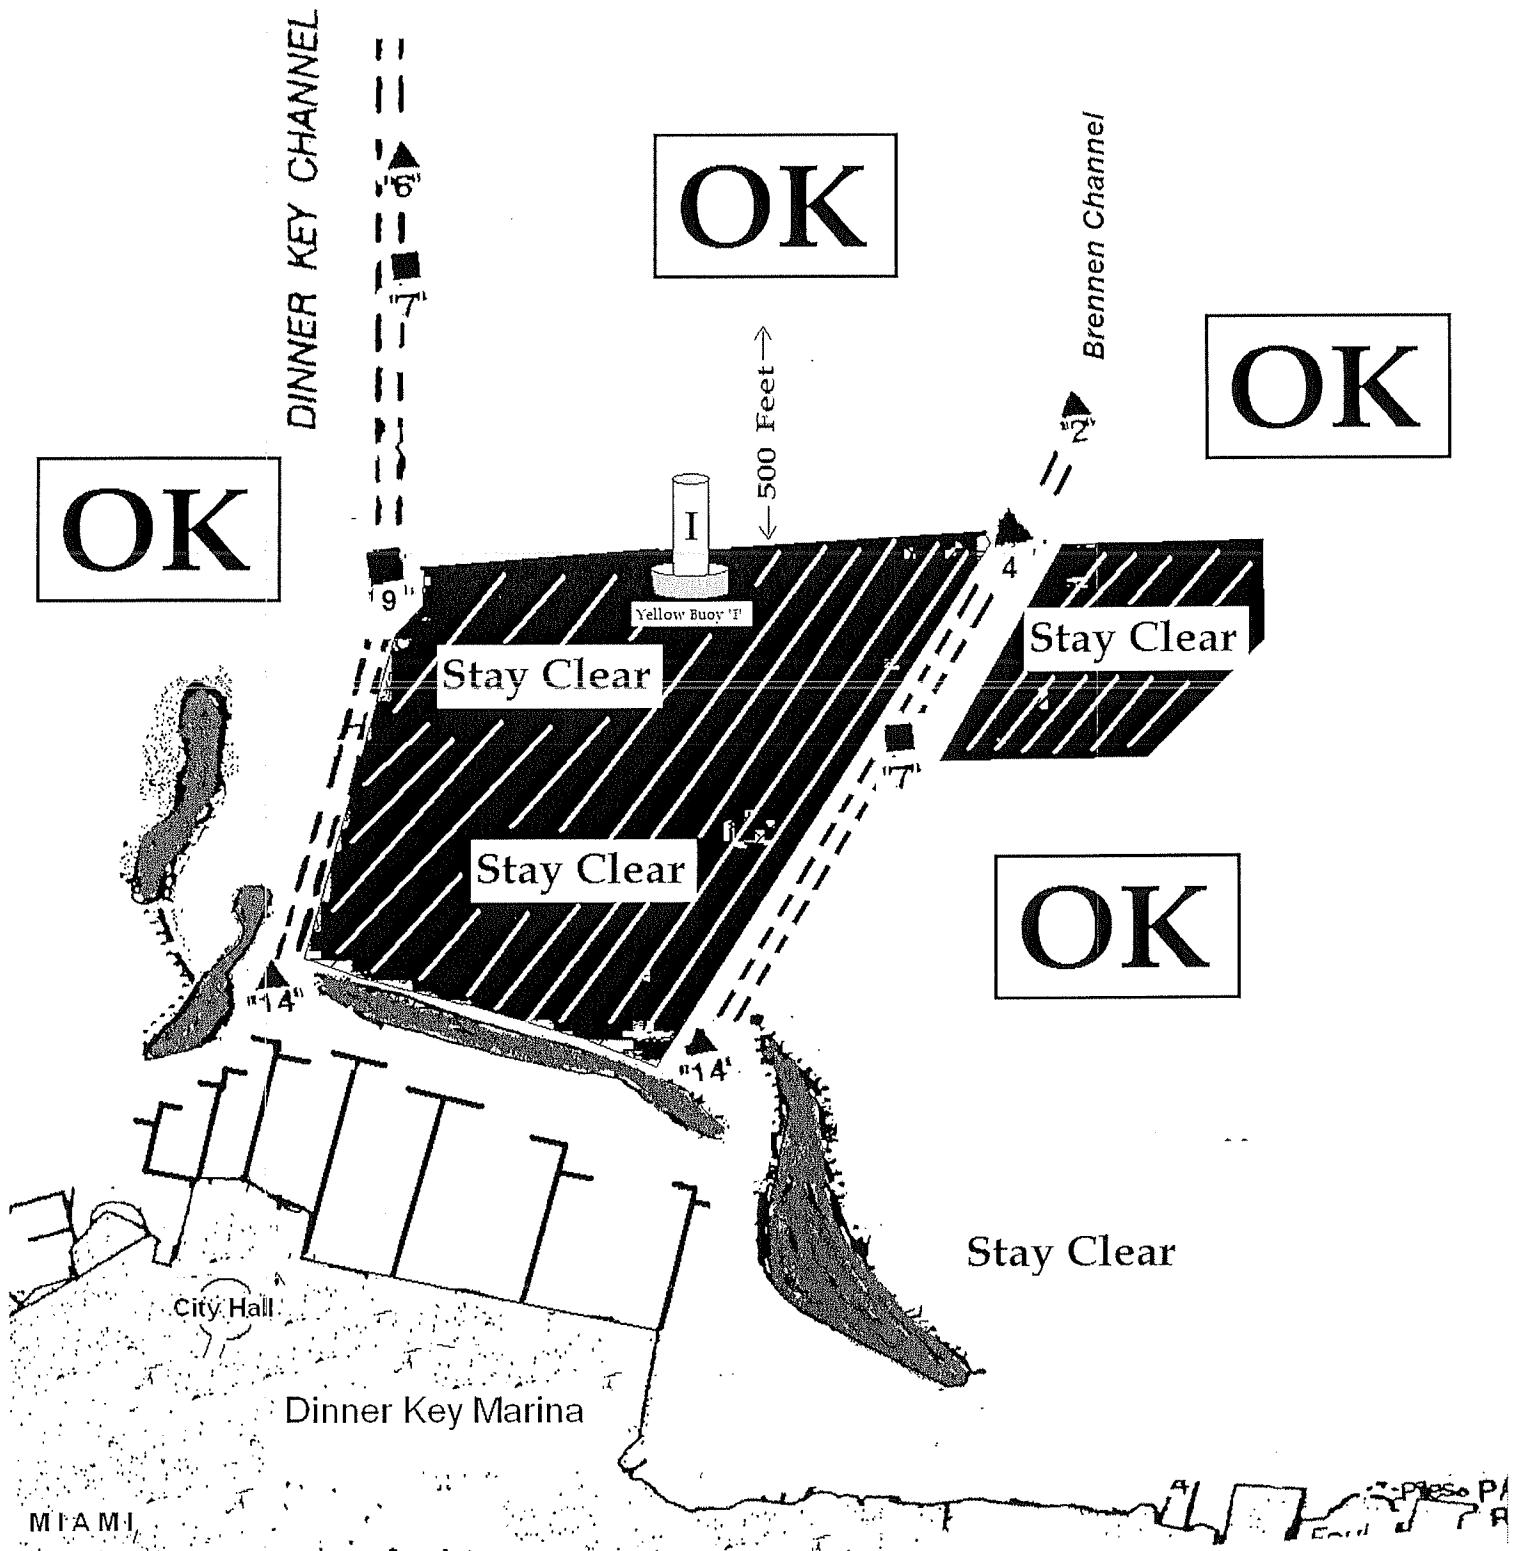 DINNER KEY CHANNEL
"6"
OK
Brennen Channel
"7"
OK
500 Feet
"2"
OK
I
4
9"
Yellow Buoy 'I'
Stay Clear
Stay Clear
H
"7"
Stay Clear
OK
"14"
"14"
Stay Clear
City Hall
Dinner Key Marina
MIAMI